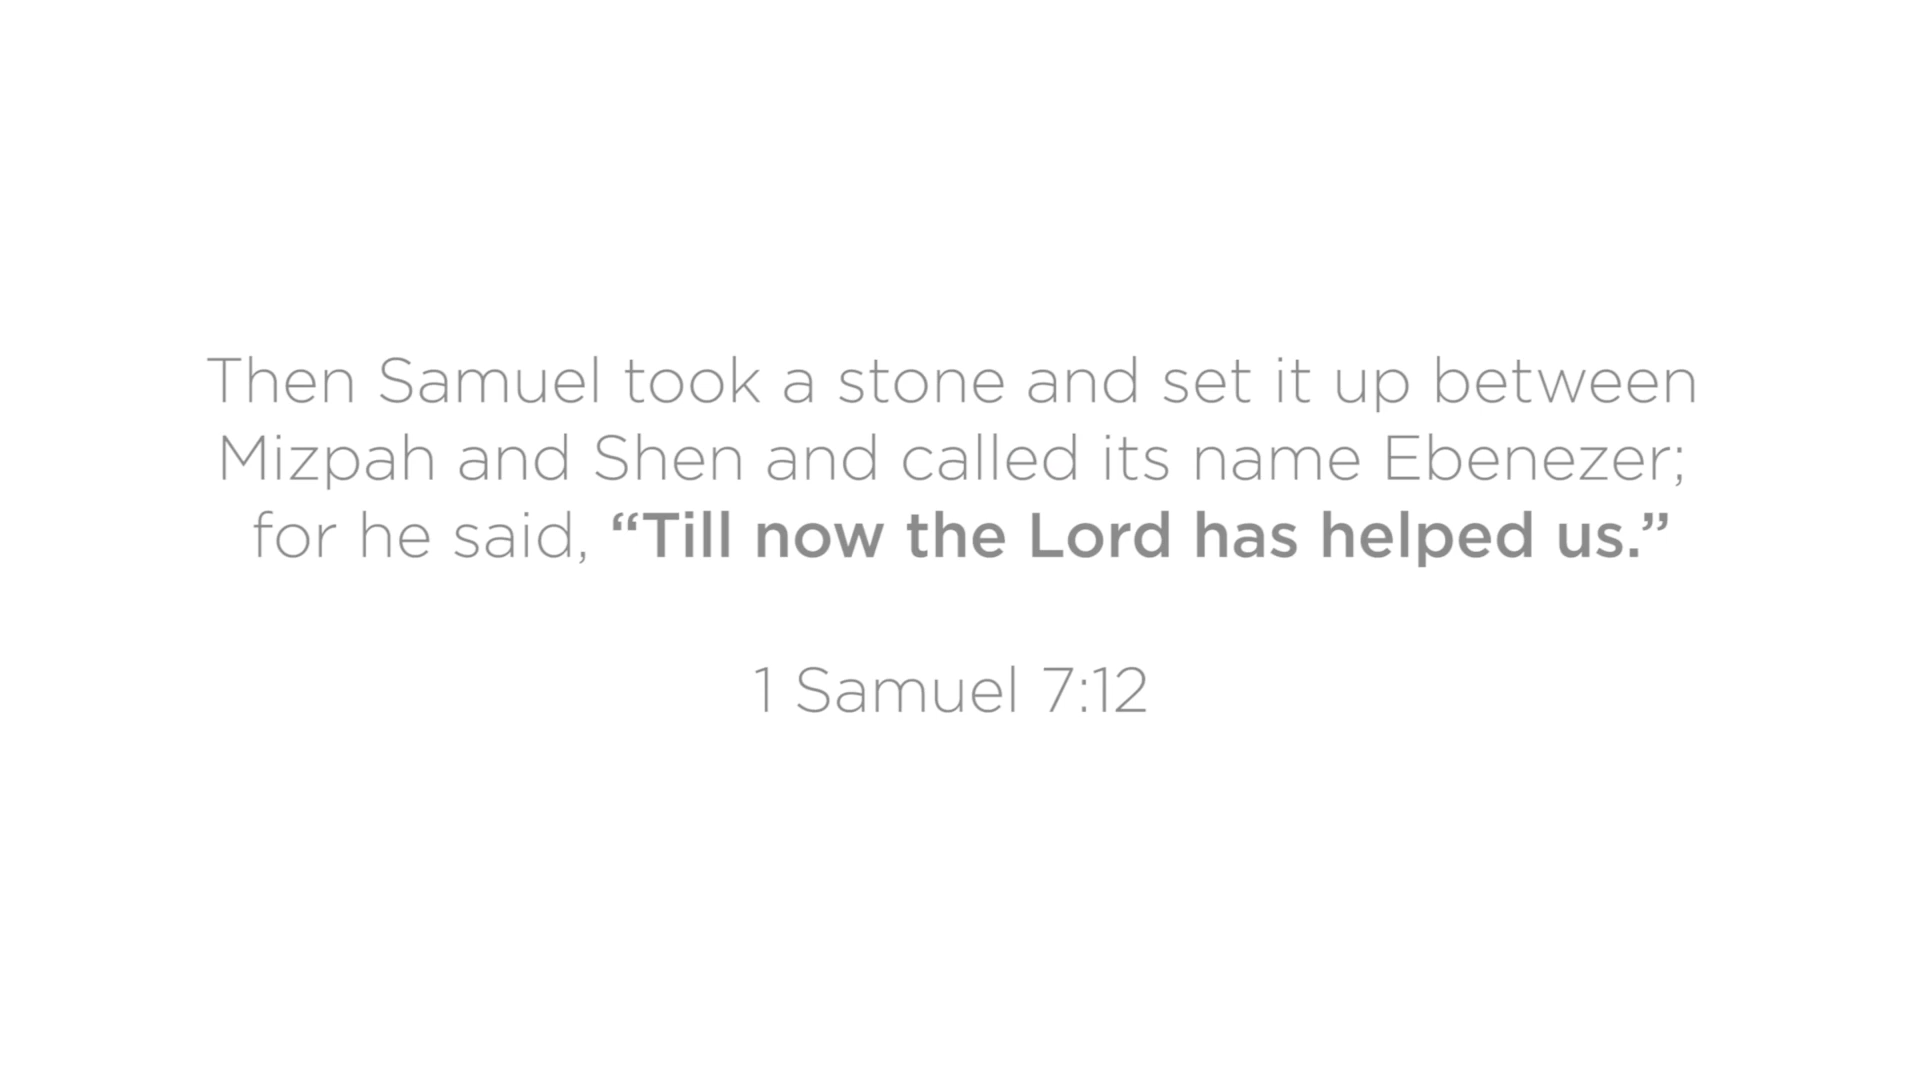 Then Samuel took a stone and set it up between
Mizpah and Shen and called its name Ebenezer;
for he said, “Till now the Lord has helped us.”
1 Samuel 7:12